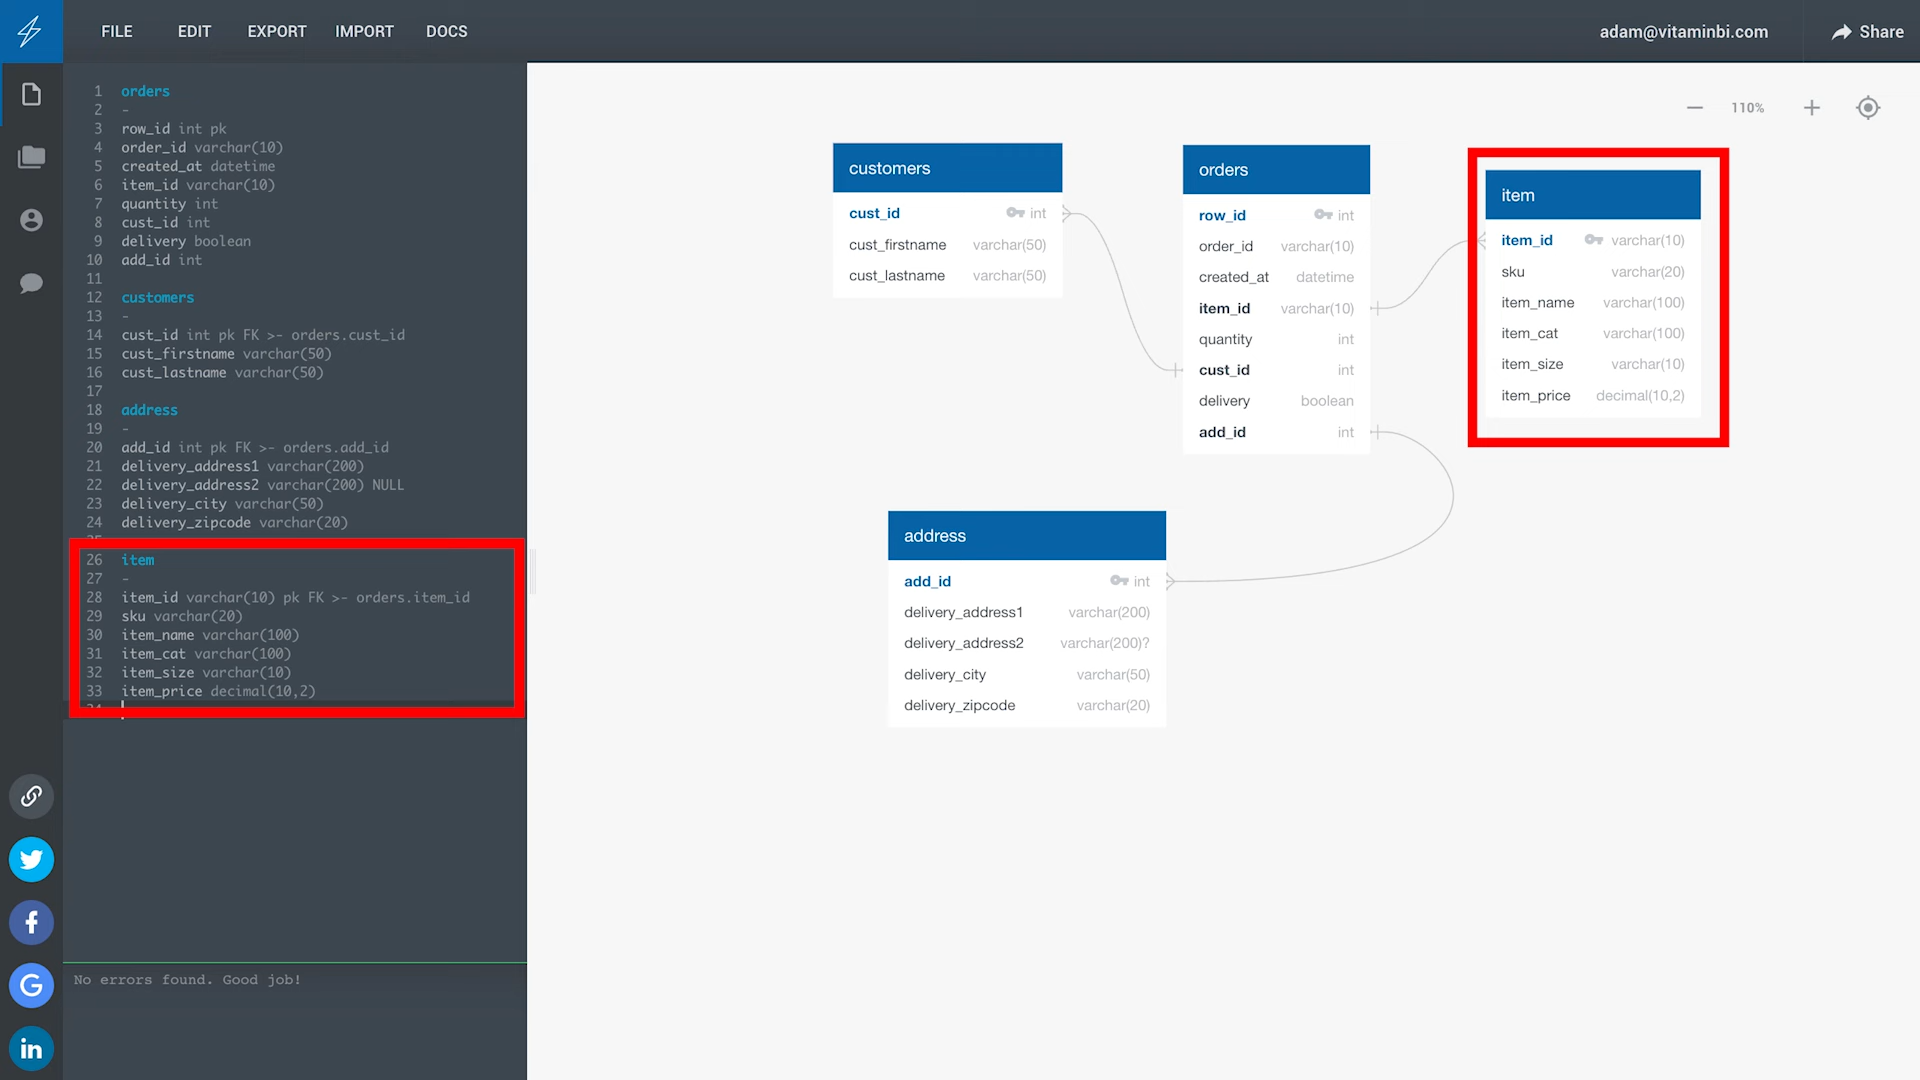 FILE EDIT EXPORT IMPORT DOCS adam@vitaminbi.com Share
1 orders
2 -
3 row_id int pk
4 order_id varchar(10)
5 created_at datetime
6 item_id varchar(10)
7 quantity int
8 cust_id int
9 delivery boolean
10 add_id int
11
12 customers
13 -
14 cust_id int pk FK >- orders.cust_id
15 cust_firstname varchar(50)
16 cust_lastname varchar(50)
17
18 address
19 -
20 add_id int pk FK >- orders.add_id
21 delivery_address1 varchar(200)
22 delivery_address2 varchar(200) NULL
23 delivery_city varchar(50)
24 delivery_zipcode varchar(20)
26 item
27 -
28 item_id varchar(10) pk FK >- orders.item_id
29 sku varchar(20)
30 item_name varchar(100)
31 item_cat varchar(100)
32 item_size varchar(10)
33 item_price decimal(10,2)
No errors found. Good job!
110%
customers
cust_id int
cust_firstname varchar(50)
cust_lastname varchar(50)
orders
row_id int
order_id varchar(10)
created_at datetime
item_id varchar(10)
quantity int
cust_id int
delivery boolean
add_id int
item
item_id varchar(10)
sku varchar(20)
item_name varchar(100)
item_cat varchar(100)
item_size varchar(10)
item_price decimal(10,2)
address
add_id int
delivery_address1 varchar(200)
delivery_address2 varchar(200)?
delivery_city varchar(50)
delivery_zipcode varchar(20)